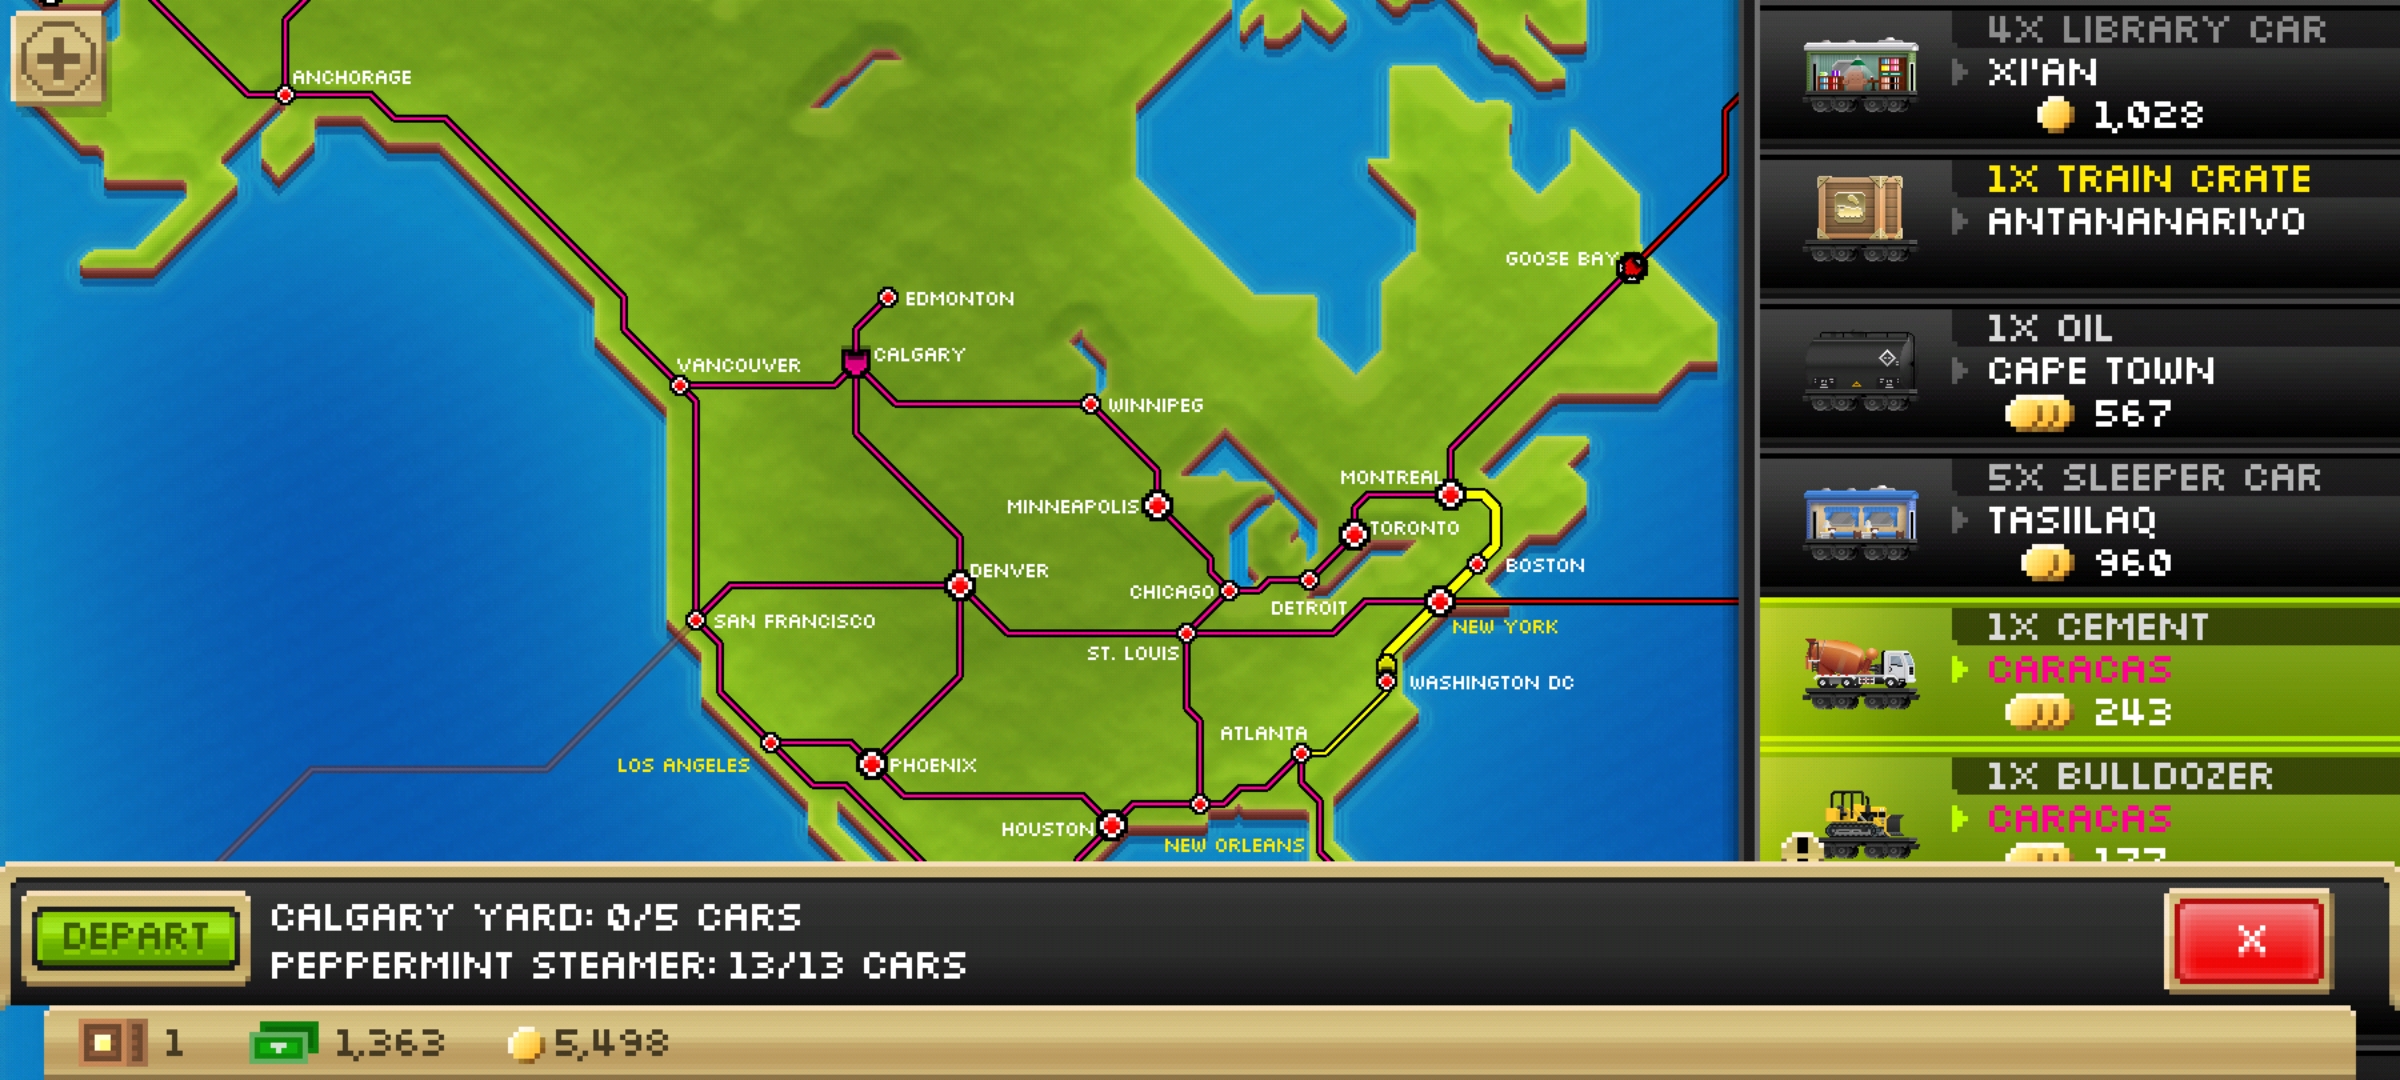 ANCHORAGE
EDMONTON
CALGARY
VANCOUVER
WINNIPEG
GOOSE BAY
MINNEAPOLIS
MONTREAL
TORONTO
DENVER
CHICAGO
DETROIT
BOSTON
SAN FRANCISCO
NEW YORK
ST. LOUIS
WASHINGTON DC
ATLANTA
LOS ANGELES
PHOENIX
HOUSTON
NEW ORLEANS
4X LIBRARY CAR
XI'AN
1,028
1X TRAIN CRATE
ANTANANARIVO
1X OIL
CAPE TOWN
567
5X SLEEPER CAR
TASIILAQ
960
1X CEMENT
CARACAS
243
1X BULLDOZER
CARACAS
177
DEPART
CALGARY YARD: 0/5 CARS
PEPPERMINT STEAMER: 13/13 CARS
X
1
1,363
5,498